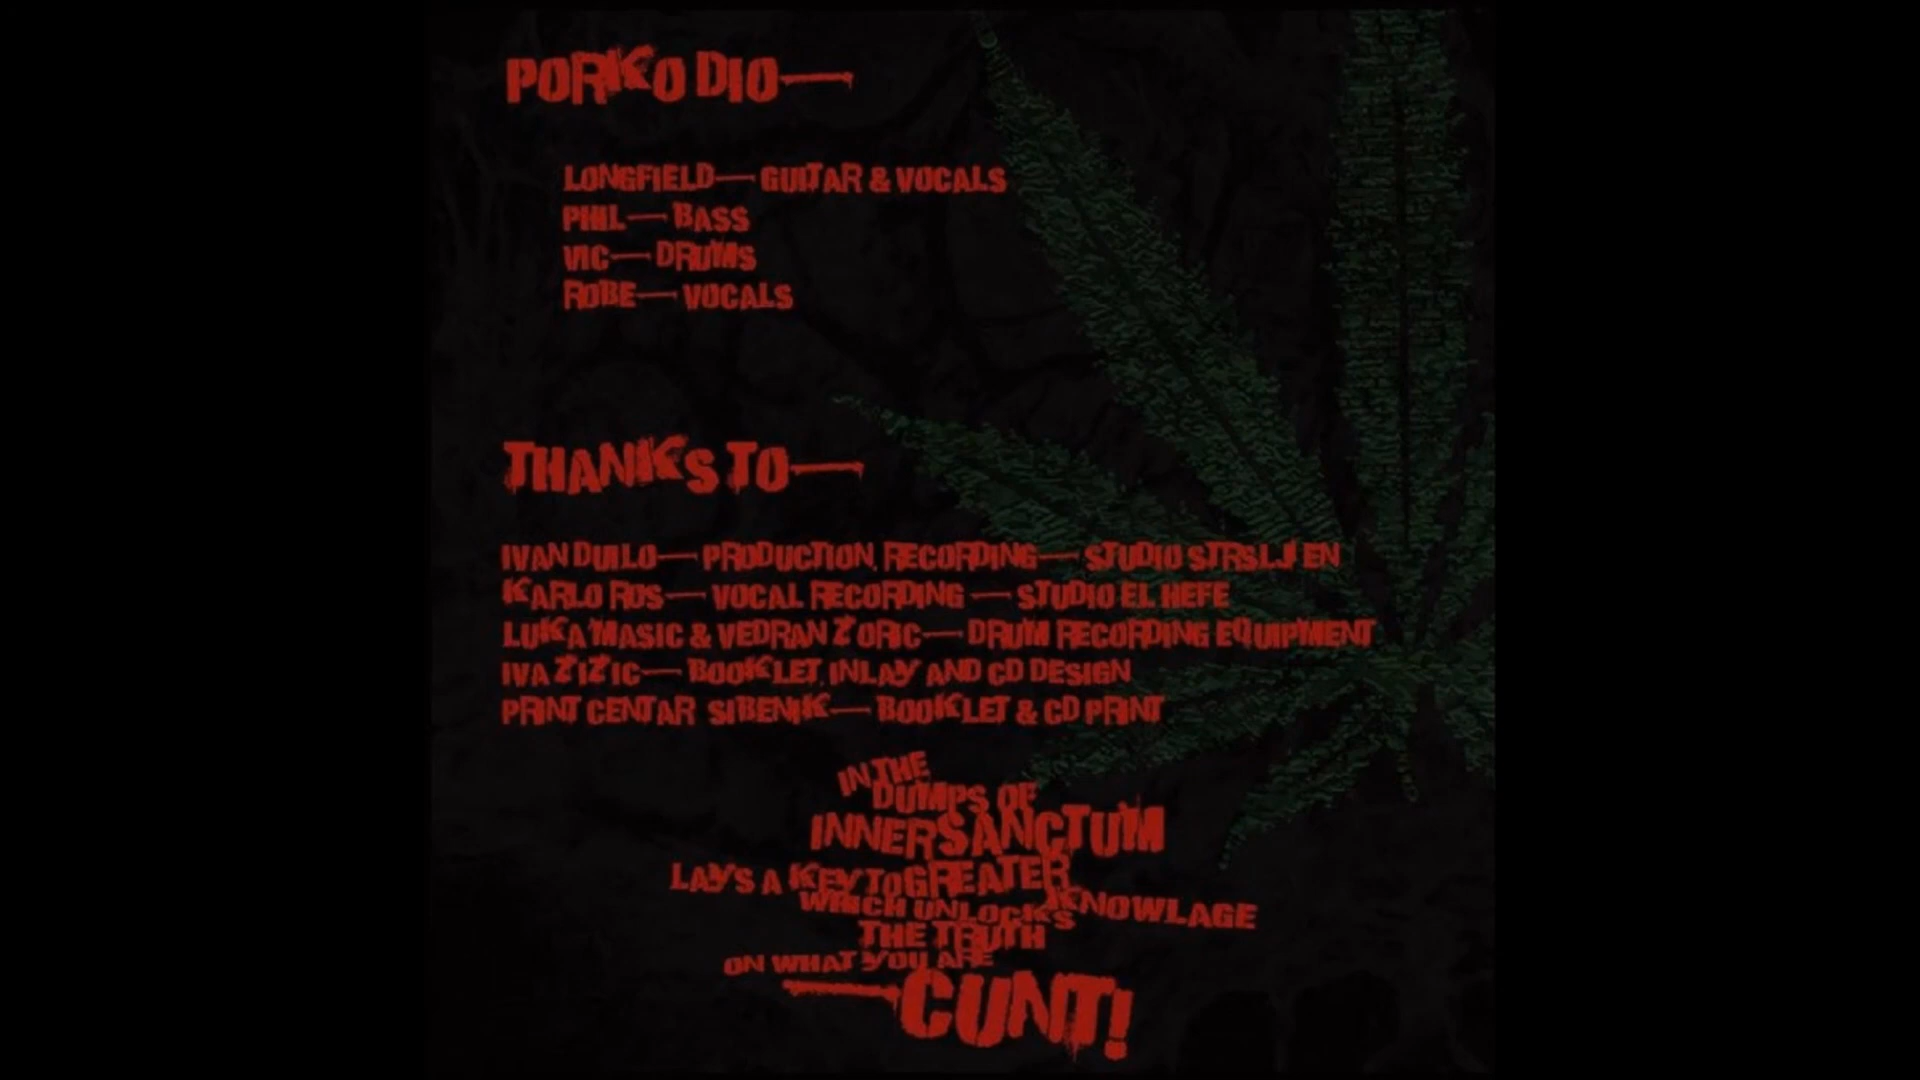 PORKO DIO—
LONGFIELD— GUITAR & VOCALS
PHIL— BASS
VIC— DRUMS
ROBE— VOCALS
THANKS TO—
IVAN DUILO— PRODUCTION, RECORDING— STUDIO STRSLJEN
KARLO ROS— VOCAL RECORDING — STUDIO EL HEFE
LUKA MASIC & VEDRAN ZORIC— DRUM RECORDING EQUIPMENT
IVA ZIZIC— BOOKLET, INLAY AND CD DESIGN
PRINT CENTAR SIBENIK— BOOKLET & CD PRINT
IN THE
DUMPS OF
INNER SANCTUM
LAYS A KEY TO GREATER
KNOWLAGE
WHICH UNLOCKS
THE TRUTH
ON WHAT YOU ARE
—CUNT!